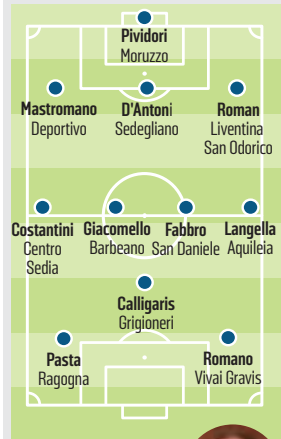 Pividori
Moruzzo
Mastromano
Deportivo
D'Antoni
Sedegliano
Roman
Liventina
San Odorico
Costantini
Centro
Sedia
Giacomello
Barbeano
Fabbro
San Daniele
Langella
Aquileia
Calligaris
Grigioneri
Pasta
Ragogna
Romano
Vivai Gravis